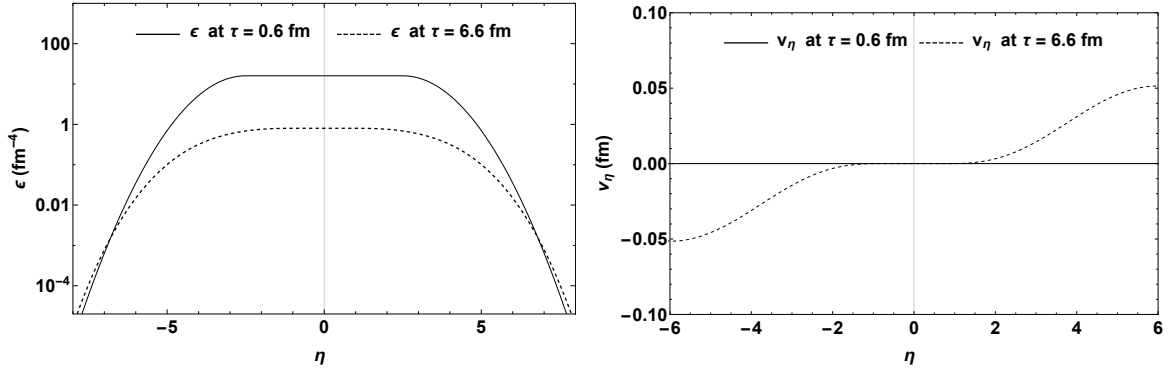 ϵ at τ = 0.6 fm ϵ at τ = 6.6 fm
100
1
0.01
10⁻⁴
ϵ (fm⁻⁴)
−5 0 5
η
v_η at τ = 0.6 fm v_η at τ = 6.6 fm
0.10
0.05
0.00
−0.05
−0.10
v_η (fm)
−6 −4 −2 0 2 4 6
η